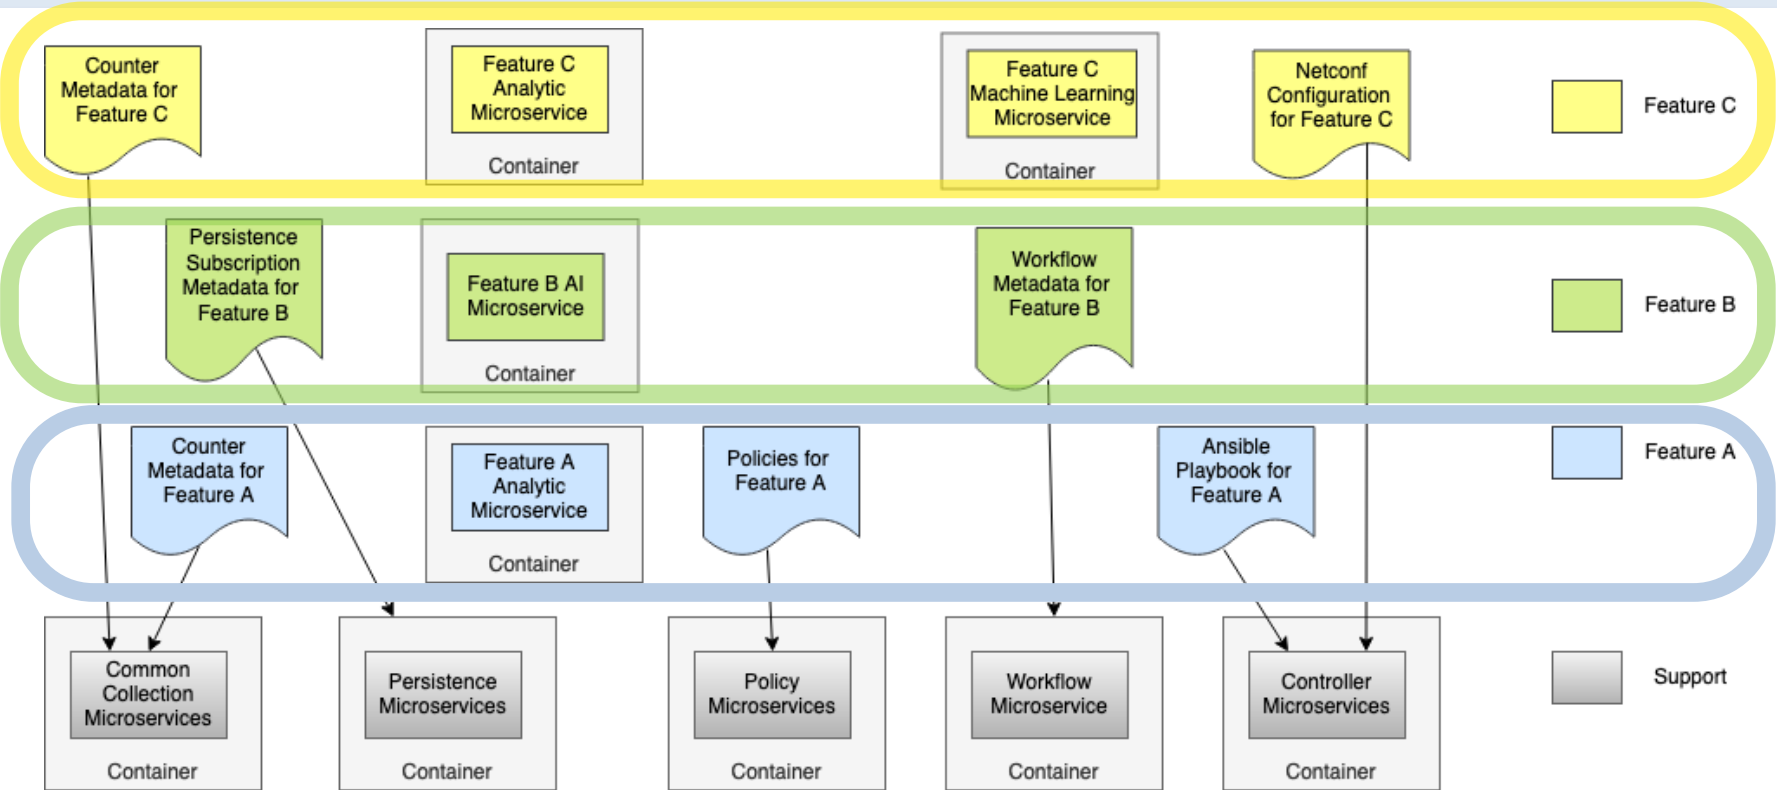 Counter
Metadata for
Feature C
Feature C
Analytic
Microservice
Container
Feature C
Machine Learning
Microservice
Container
Netconf
Configuration
for Feature C
Feature C
Persistence
Subscription
Metadata for
Feature B
Feature B AI
Microservice
Container
Workflow
Metadata for
Feature B
Feature B
Counter
Metadata for
Feature A
Feature A
Analytic
Microservice
Container
Policies for
Feature A
Ansible
Playbook for
Feature A
Feature A
Common
Collection
Microservices
Container
Persistence
Microservices
Container
Policy
Microservices
Container
Workflow
Microservice
Container
Controller
Microservices
Container
Support